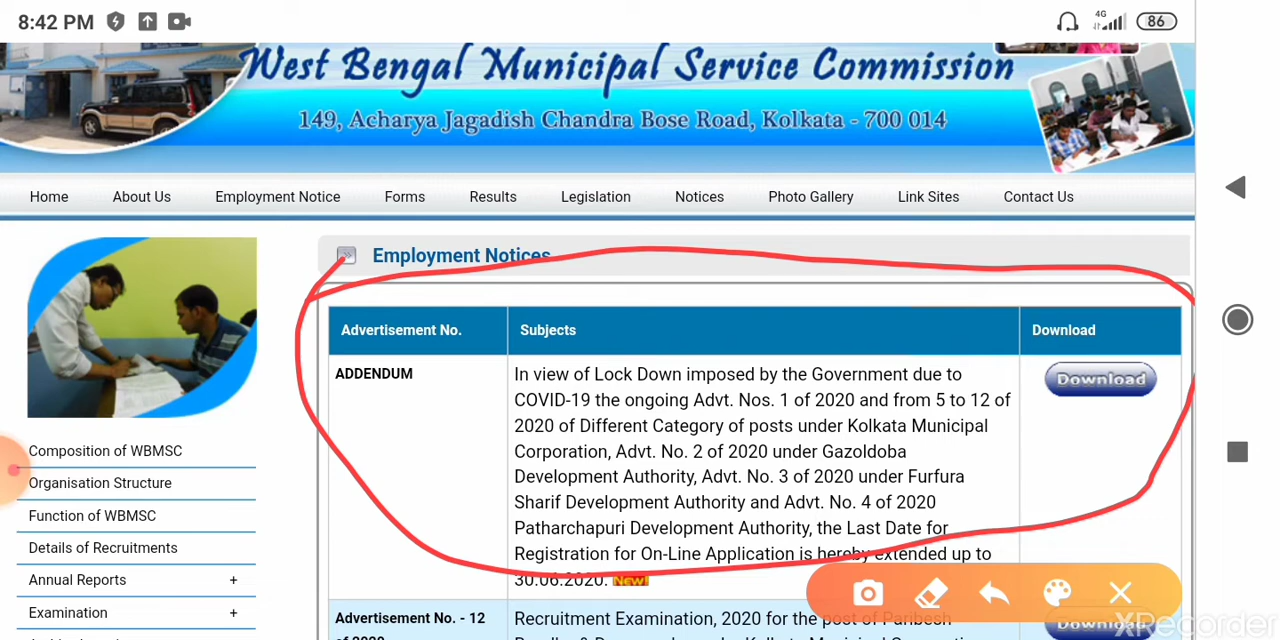 8:42 PM
4G
86
West Bengal Municipal Service Commission
149, Acharya Jagadish Chandra Bose Road, Kolkata - 700 014
Home About Us Employment Notice Forms Results Legislation Notices Photo Gallery Link Sites Contact Us
Employment Notices
Advertisement No. Subjects Download
ADDENDUM
In view of Lock Down imposed by the Government due to
COVID-19 the ongoing Advt. Nos. 1 of 2020 and from 5 to 12 of
2020 of Different Category of posts under Kolkata Municipal
Corporation, Advt. No. 2 of 2020 under Gazoldoba
Development Authority, Advt. No. 3 of 2020 under Furfura
Sharif Development Authority and Advt. No. 4 of 2020
Patharchapuri Development Authority, the Last Date for
Registration for On-Line Application is hereby extended up to
30.06.2020. New
Download
Advertisement No. - 12
Recruitment Examination, 2020 for the post of Paribesh
Download
Composition of WBMSC
Organisation Structure
Function of WBMSC
Details of Recruitments
Annual Reports +
Examination +
XRecorder